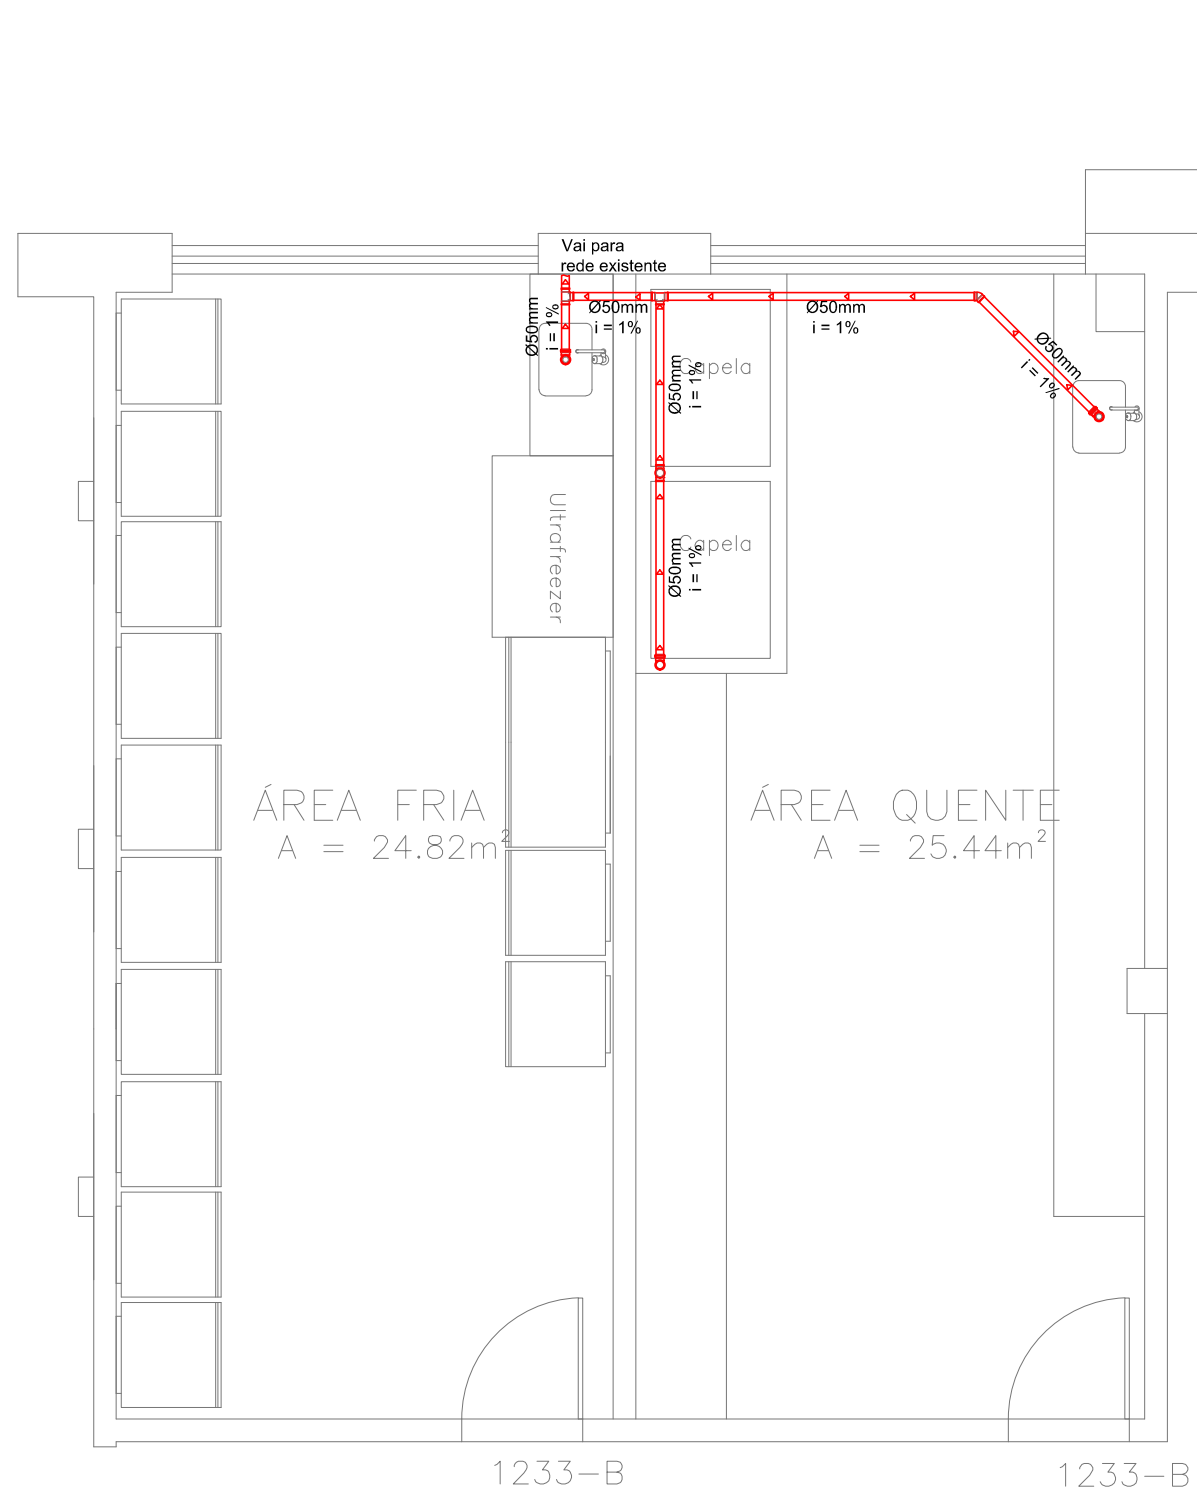 Vai para
rede existente
Ø50mm
i = 1%
Ø50mm
i = 1%
Ø50mm
i = 1%
Ø50mm
i = 1%
Capela
Ø50mm
i = 1%
Ultrafreezer
Capela
Ø50mm
i = 1%
ÁREA FRIA
A = 24.82m²
ÁREA QUENTE
A = 25.44m²
1233-B
1233-B